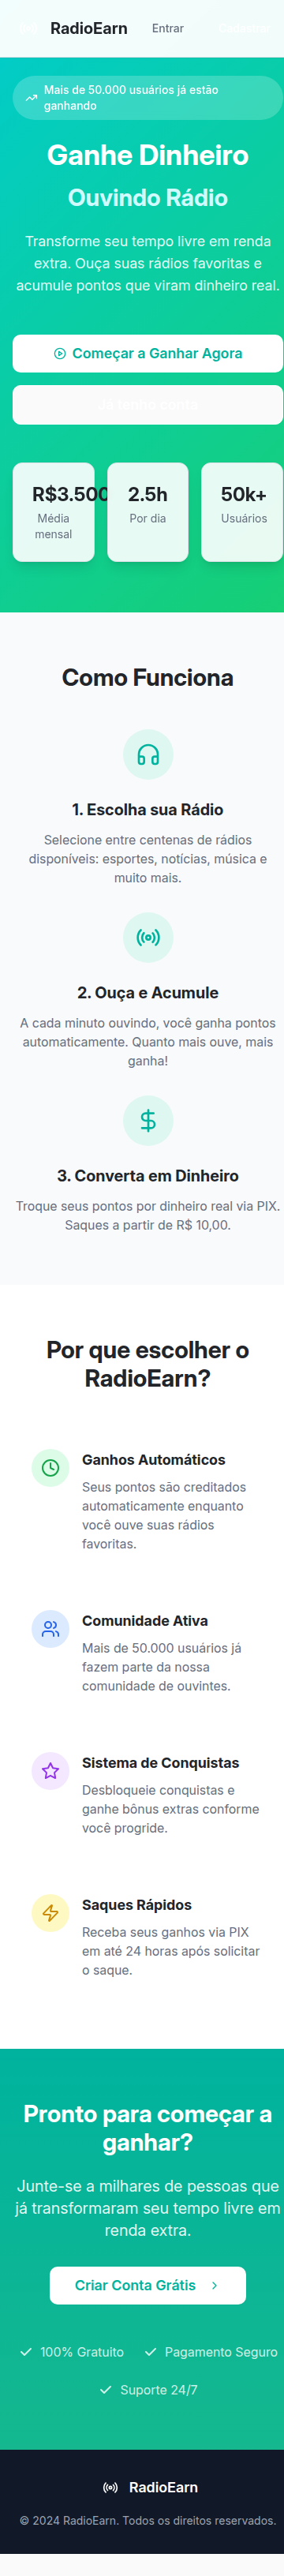 RadioEarn
Entrar
Cadastrar
Mais de 50.000 usuários já estão
ganhando
Ganhe Dinheiro
Ouvindo Rádio
Transforme seu tempo livre em renda
extra. Ouça suas rádios favoritas e
acumule pontos que viram dinheiro real.
Começar a Ganhar Agora
Já tenho conta
R$3.500
Média
mensal
2.5h
Por dia
50k+
Usuários
Como Funciona
1. Escolha sua Rádio
Selecione entre centenas de rádios
disponíveis: esportes, notícias, música e
muito mais.
2. Ouça e Acumule
A cada minuto ouvindo, você ganha pontos
automaticamente. Quanto mais ouve, mais
ganha!
3. Converta em Dinheiro
Troque seus pontos por dinheiro real via PIX.
Saques a partir de R$ 10,00.
Por que escolher o
RadioEarn?
Ganhos Automáticos
Seus pontos são creditados
automaticamente enquanto
você ouve suas rádios
favoritas.
Comunidade Ativa
Mais de 50.000 usuários já
fazem parte da nossa
comunidade de ouvintes.
Sistema de Conquistas
Desbloqueie conquistas e
ganhe bônus extras conforme
você progride.
Saques Rápidos
Receba seus ganhos via PIX
em até 24 horas após solicitar
o saque.
Pronto para começar a
ganhar?
Junte-se a milhares de pessoas que
já transformaram seu tempo livre em
renda extra.
Criar Conta Grátis
100% Gratuito
Pagamento Seguro
Suporte 24/7
RadioEarn
© 2024 RadioEarn. Todos os direitos reservados.